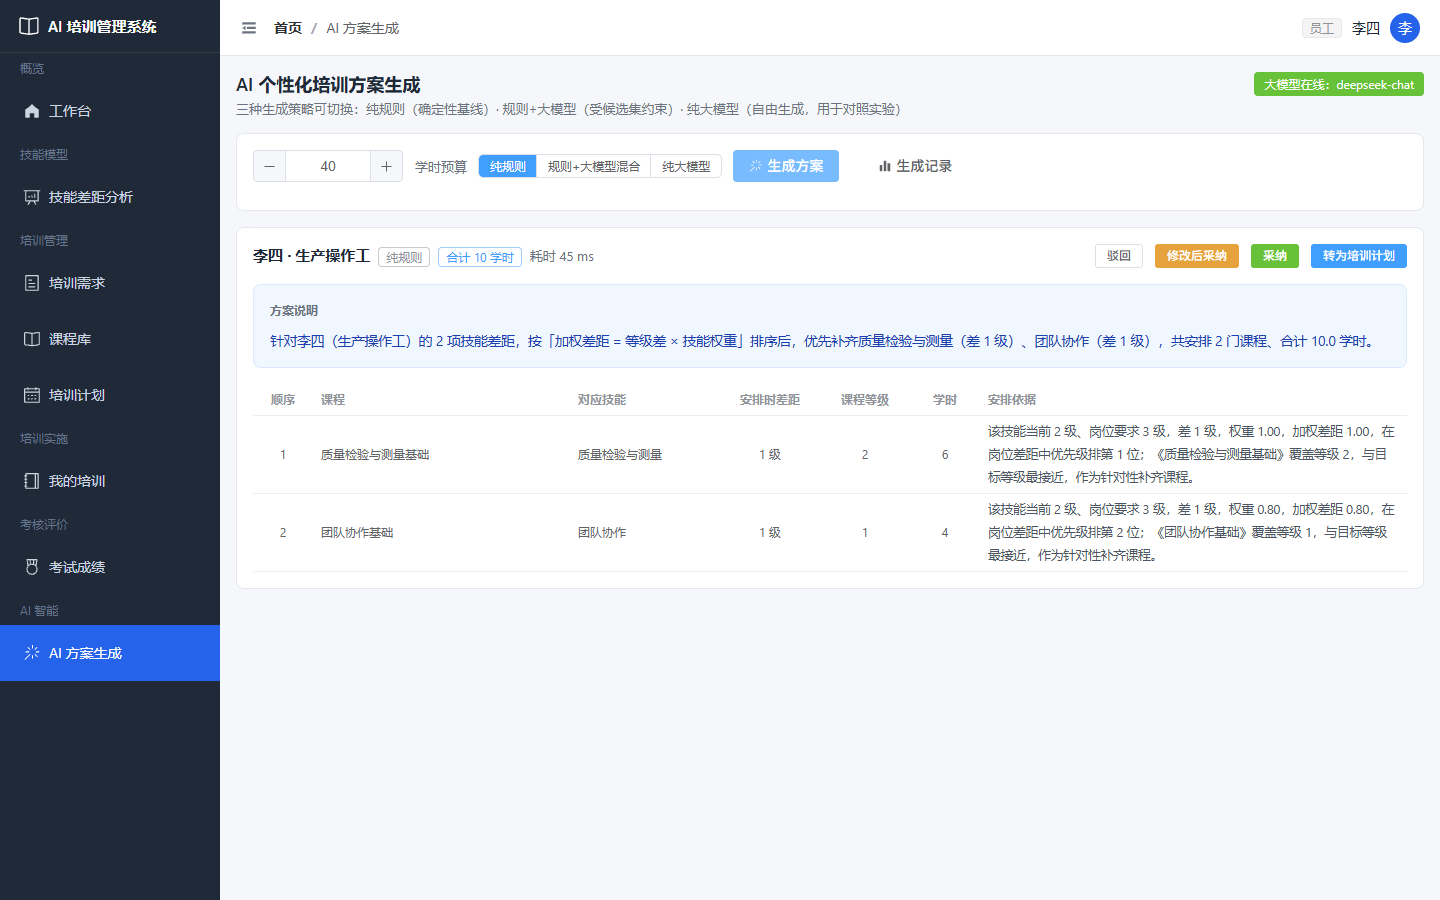 AI 培训管理系统
概览
工作台
技能模型
技能差距分析
培训管理
培训需求
课程库
培训计划
培训实施
我的培训
考核评价
考试成绩
AI 智能
AI 方案生成
首页 / AI 方案生成
员工 李四 李
AI 个性化培训方案生成
三种生成策略可切换：纯规则（确定性基线）· 规则+大模型（受候选集约束）· 纯大模型（自由生成，用于对照实验）
大模型在线：deepseek-chat
40 学时预算 纯规则 规则+大模型混合 纯大模型 生成方案 生成记录
李四 · 生产操作工 纯规则 合计 10 学时 耗时 45 ms
驳回 修改后采纳 采纳 转为培训计划
方案说明
针对李四（生产操作工）的 2 项技能差距，按「加权差距 = 等级差 × 技能权重」排序后，优先补齐质量检验与测量（差 1 级）、团队协作（差 1 级），共安排 2 门课程、合计 10.0 学时。
顺序 课程 对应技能 安排时差距 课程等级 学时 安排依据
1 质量检验与测量基础 质量检验与测量 1 级 2 6
该技能当前 2 级、岗位要求 3 级，差 1 级，权重 1.00，加权差距 1.00，在
岗位差距中优先级排第 1 位；《质量检验与测量基础》覆盖等级 2，与目
标等级最接近，作为针对性补齐课程。
2 团队协作基础 团队协作 1 级 1 4
该技能当前 2 级、岗位要求 3 级，差 1 级，权重 0.80，加权差距 0.80，在
岗位差距中优先级排第 2 位；《团队协作基础》覆盖等级 1，与目标等级
最接近，作为针对性补齐课程。